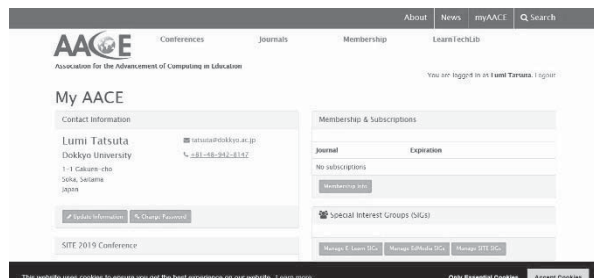 About News myAACE Search
AACE
Conferences Journals Membership LearnTechLib
Association for the Advancement of Computing in Education
You are logged in as Lumi Tatsuta. Logout
My AACE
Contact Information
Lumi Tatsuta
Dokkyo University
1-1 Gakuen-cho
Soka, Saitama
Japan
tatsuta@dokkyo.ac.jp
+81-48-942-8147
Update Information Change Password
SITE 2019 Conference
Membership & Subscriptions
Journal Expiration
No subscriptions
Membership Info
Special Interest Groups (SIGs)
Manage E-Learn SIGs Manage EdMedia SIGs Manage SITE SIGs
This website uses cookies to ensure you get the best experience on our website. Learn more
Only Essential Cookies Accept Cookies